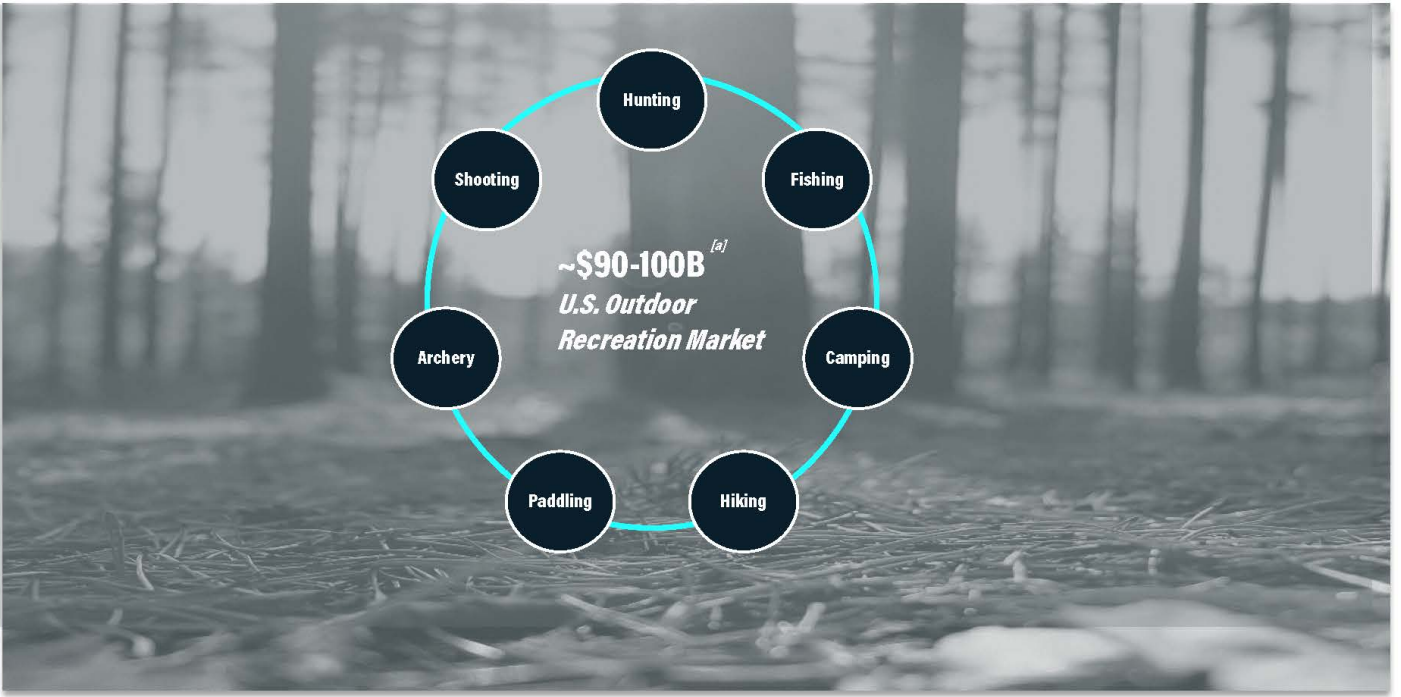 Hunting
Shooting
Fishing
~$90-100B [a]
U.S. Outdoor
Recreation Market
Archery
Camping
Paddling
Hiking